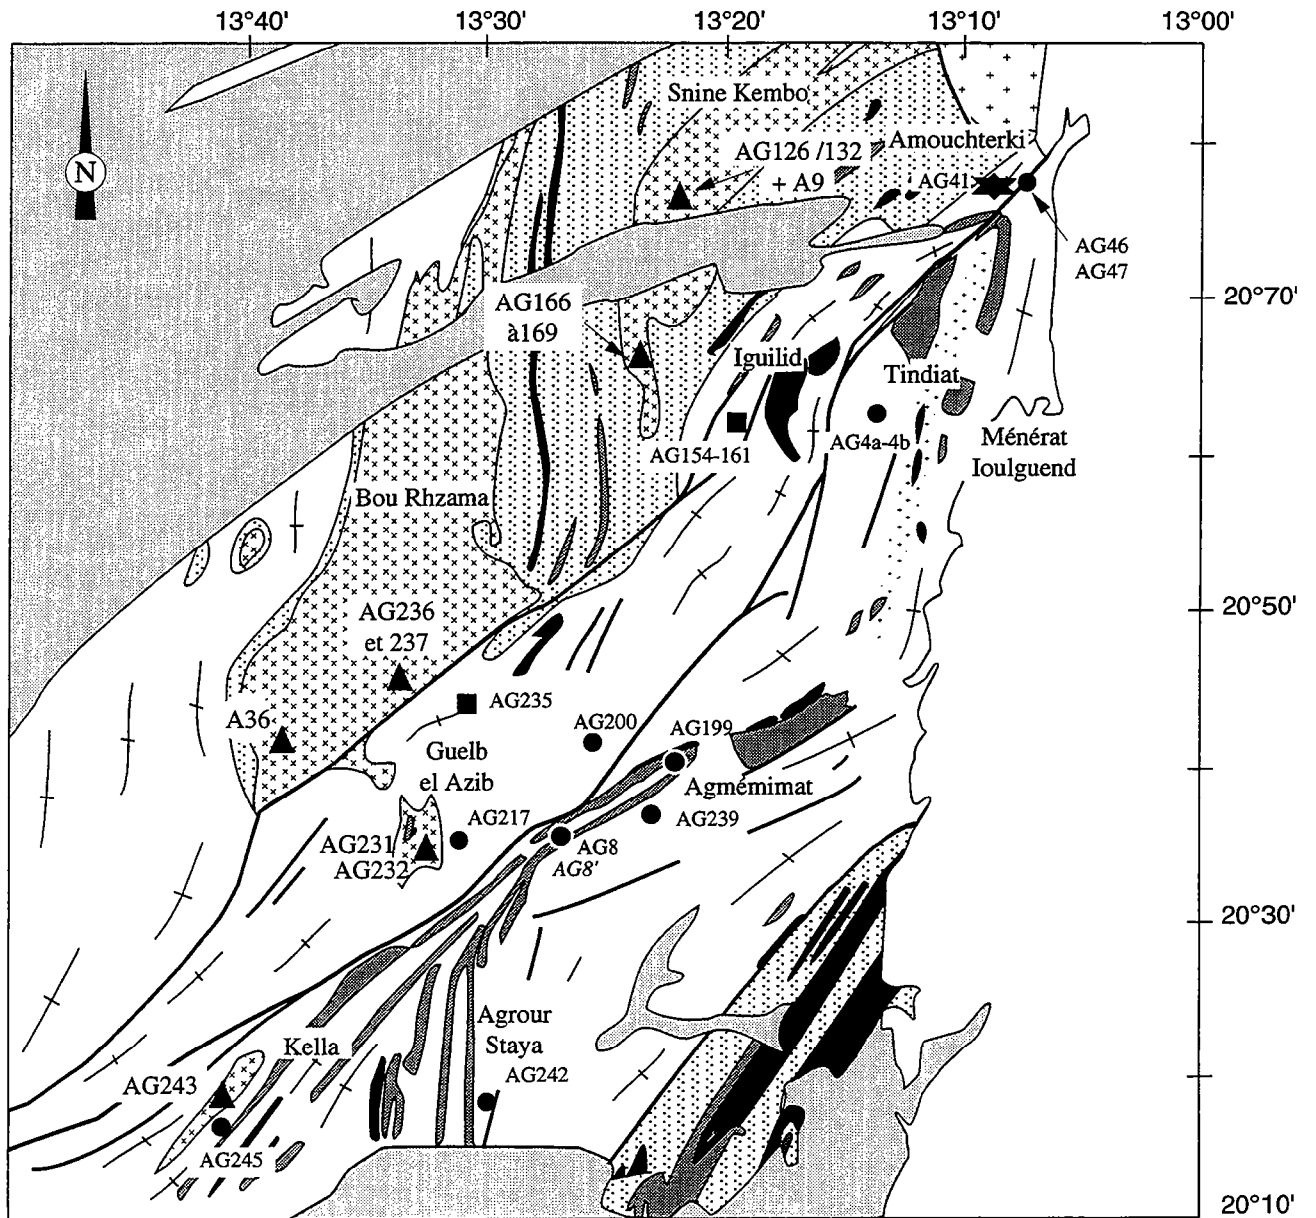 13°40' 13°30' 13°20' 13°10' 13°00'
N
Snine Kembo
Amouchterki
AG126 /132
+ A9
AG41
AG46
AG47
20°70'
AG166
à169
Iguilid
Tindiat
AG4a-4b
AG154-161
Ménérat
Ioulguend
Bou Rhzama
20°50'
AG236
et 237
AG235
A36
AG200
AG199
Guelb
el Azib
Agmémimat
AG217
AG239
AG231
AG232
AG8
AG8'
20°30'
Agrour
Staya
Kella
AG242
AG243
AG245
20°10'